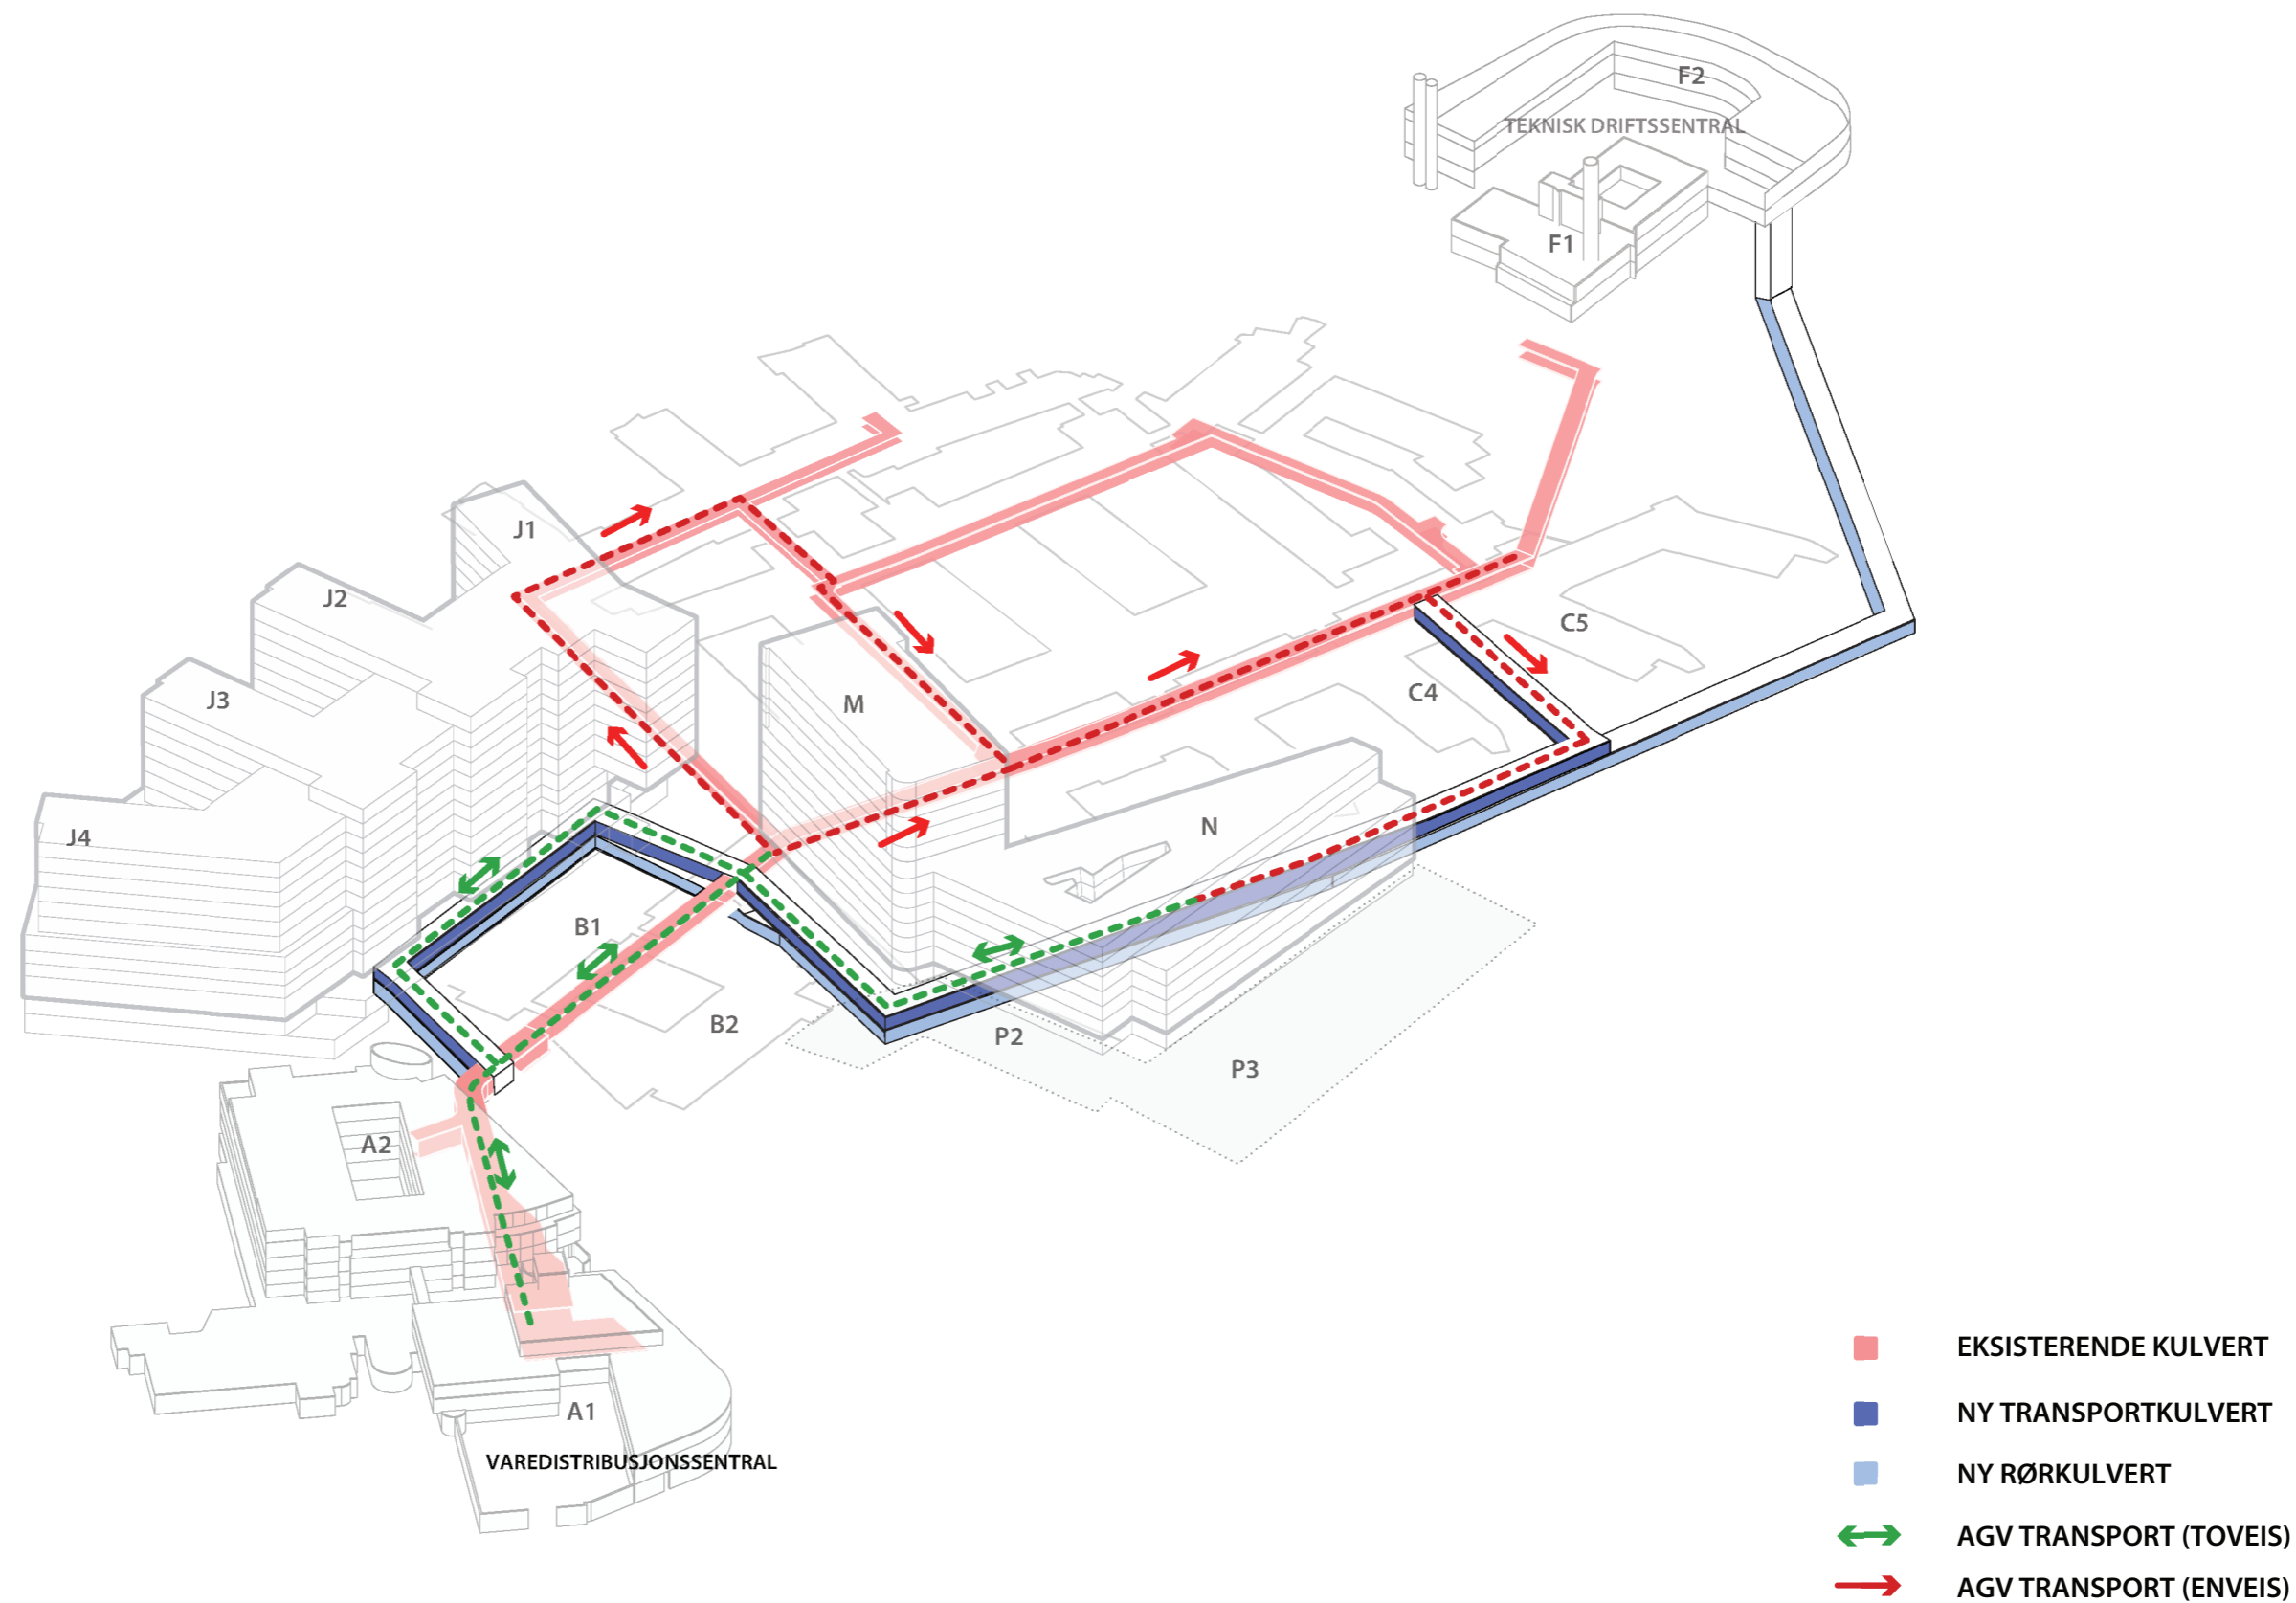 F2
TEKNISK DRIFTSSENTRAL
F1
J1
J2
C5
J3
C4
M
N
J4
B1
B2
P2
P3
A2
A1
VAREDISTRIBUSJONSSENTRAL
EKSISTERENDE KULVERT
NY TRANSPORTKULVERT
NY RØRKULVERT
AGV TRANSPORT (TOVEIS)
AGV TRANSPORT (ENVEIS)